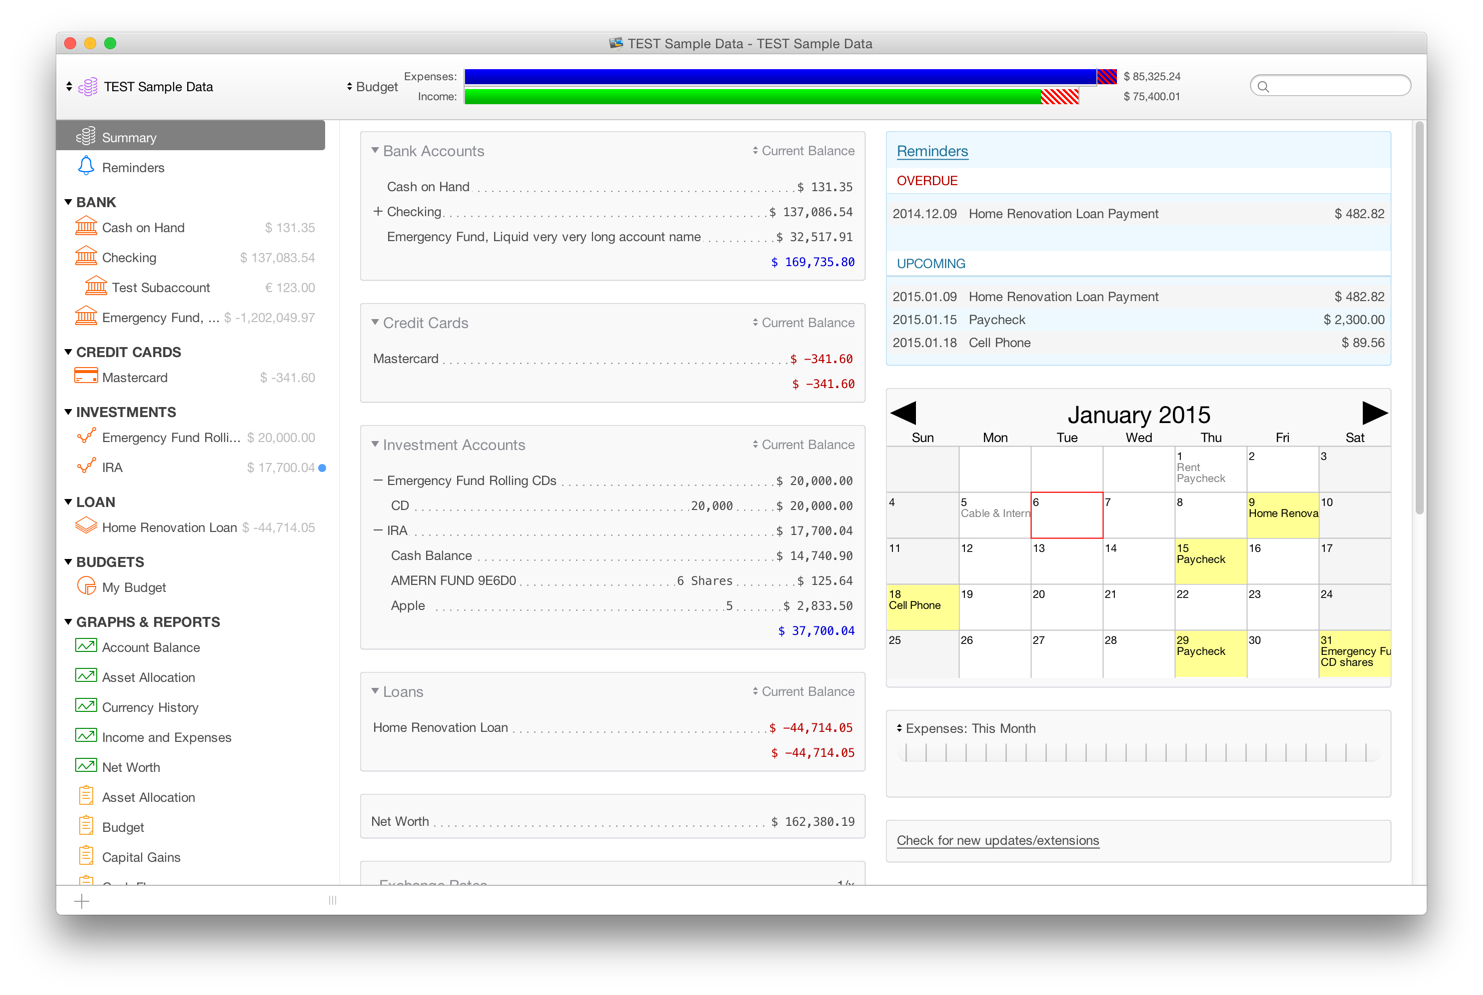 TEST Sample Data - TEST Sample Data
TEST Sample Data
Budget
Expenses: $ 85,325.24
Income: $ 75,400.01
Summary
Reminders
BANK
Cash on Hand $ 131.35
Checking $ 137,083.54
Test Subaccount € 123.00
Emergency Fund, ... $ -1,202,049.97
CREDIT CARDS
Mastercard $ -341.60
INVESTMENTS
Emergency Fund Rolli... $ 20,000.00
IRA $ 17,700.04
LOAN
Home Renovation Loan $ -44,714.05
BUDGETS
My Budget
GRAPHS & REPORTS
Account Balance
Asset Allocation
Currency History
Income and Expenses
Net Worth
Asset Allocation
Budget
Capital Gains
Bank Accounts Current Balance
Cash on Hand $ 131.35
+ Checking $ 137,086.54
Emergency Fund, Liquid very very long account name $ 32,517.91
$ 169,735.80
Credit Cards Current Balance
Mastercard $ -341.60
$ -341.60
Investment Accounts Current Balance
− Emergency Fund Rolling CDs $ 20,000.00
CD 20,000 $ 20,000.00
− IRA $ 17,700.04
Cash Balance $ 14,740.90
AMERN FUND 9E6D0 6 Shares $ 125.64
Apple 5 $ 2,833.50
$ 37,700.04
Loans Current Balance
Home Renovation Loan $ -44,714.05
$ -44,714.05
Net Worth $ 162,380.19
Exchange Rates 1/x
Reminders
OVERDUE
2014.12.09 Home Renovation Loan Payment $ 482.82
UPCOMING
2015.01.09 Home Renovation Loan Payment $ 482.82
2015.01.15 Paycheck $ 2,300.00
2015.01.18 Cell Phone $ 89.56
January 2015
Sun Mon Tue Wed Thu Fri Sat
1 2 3
Rent
Paycheck
4 5 6 7 8 9 10
Cable & Intern Home Renova
11 12 13 14 15 16 17
Paycheck
18 19 20 21 22 23 24
Cell Phone
25 26 27 28 29 30 31
Paycheck Emergency Fu
CD shares
Expenses: This Month
Check for new updates/extensions